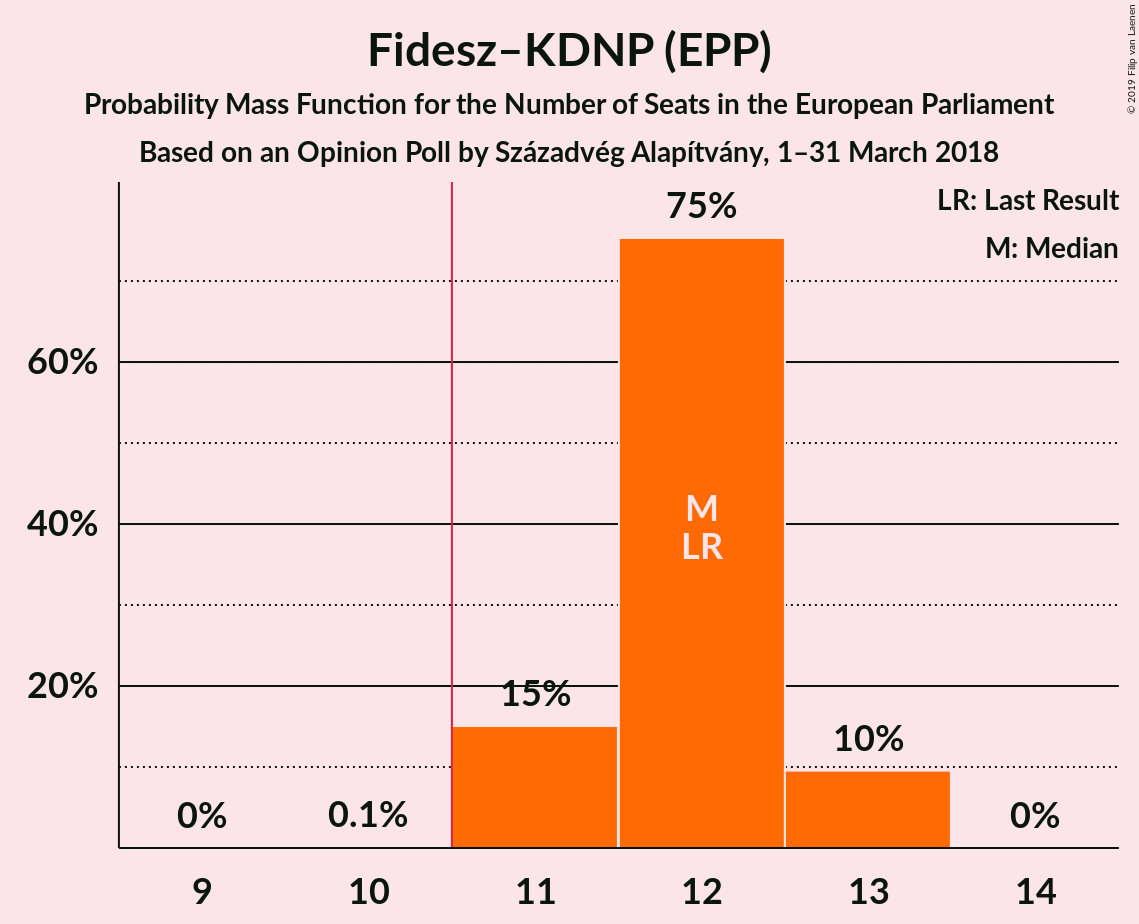 Fidesz–KDNP (EPP)
Probability Mass Function for the Number of Seats in the European Parliament
Based on an Opinion Poll by Századvég Alapítvány, 1–31 March 2018
© 2019 Filip van Laenen
LR: Last Result
M: Median
75%
60%
40%
20%
M
LR
15%
10%
0%
0.1%
0%
9
10
11
12
13
14